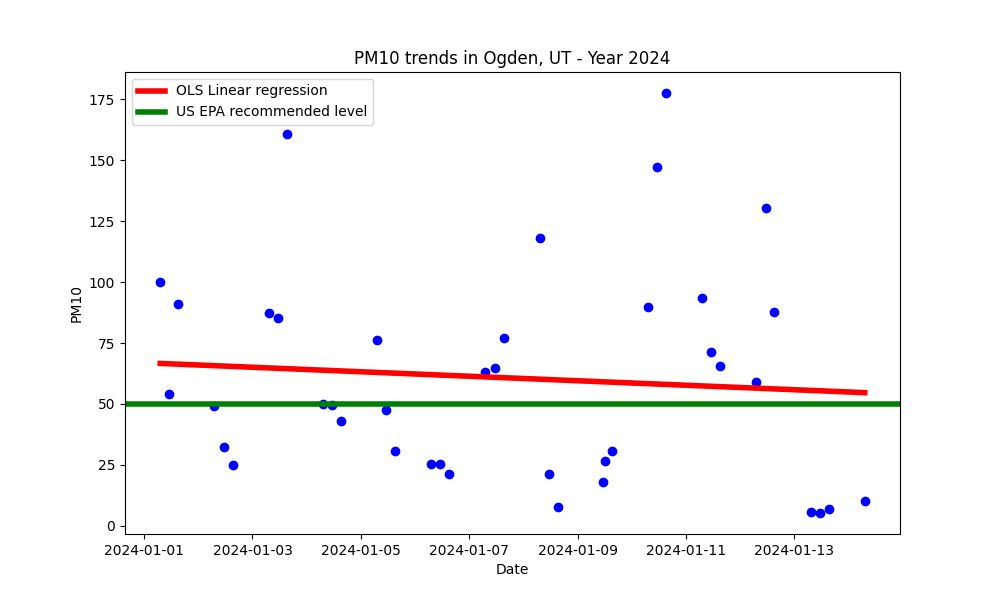 PM10 trends in Ogden, UT - Year 2024
OLS Linear regression
US EPA recommended level
175
150
125
100
75
50
25
0
PM10
2024-01-01 2024-01-03 2024-01-05 2024-01-07 2024-01-09 2024-01-11 2024-01-13
Date